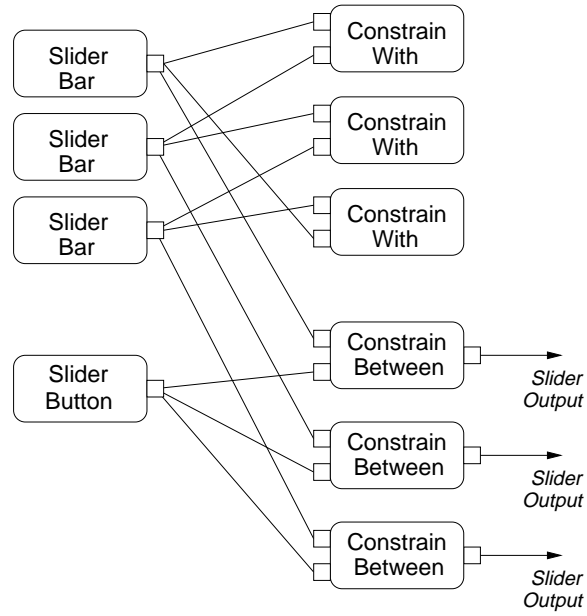 Slider
Bar
Constrain
With
Slider
Bar
Constrain
With
Slider
Bar
Constrain
With
Slider
Button
Constrain
Between
Slider
Output
Constrain
Between
Slider
Output
Constrain
Between
Slider
Output